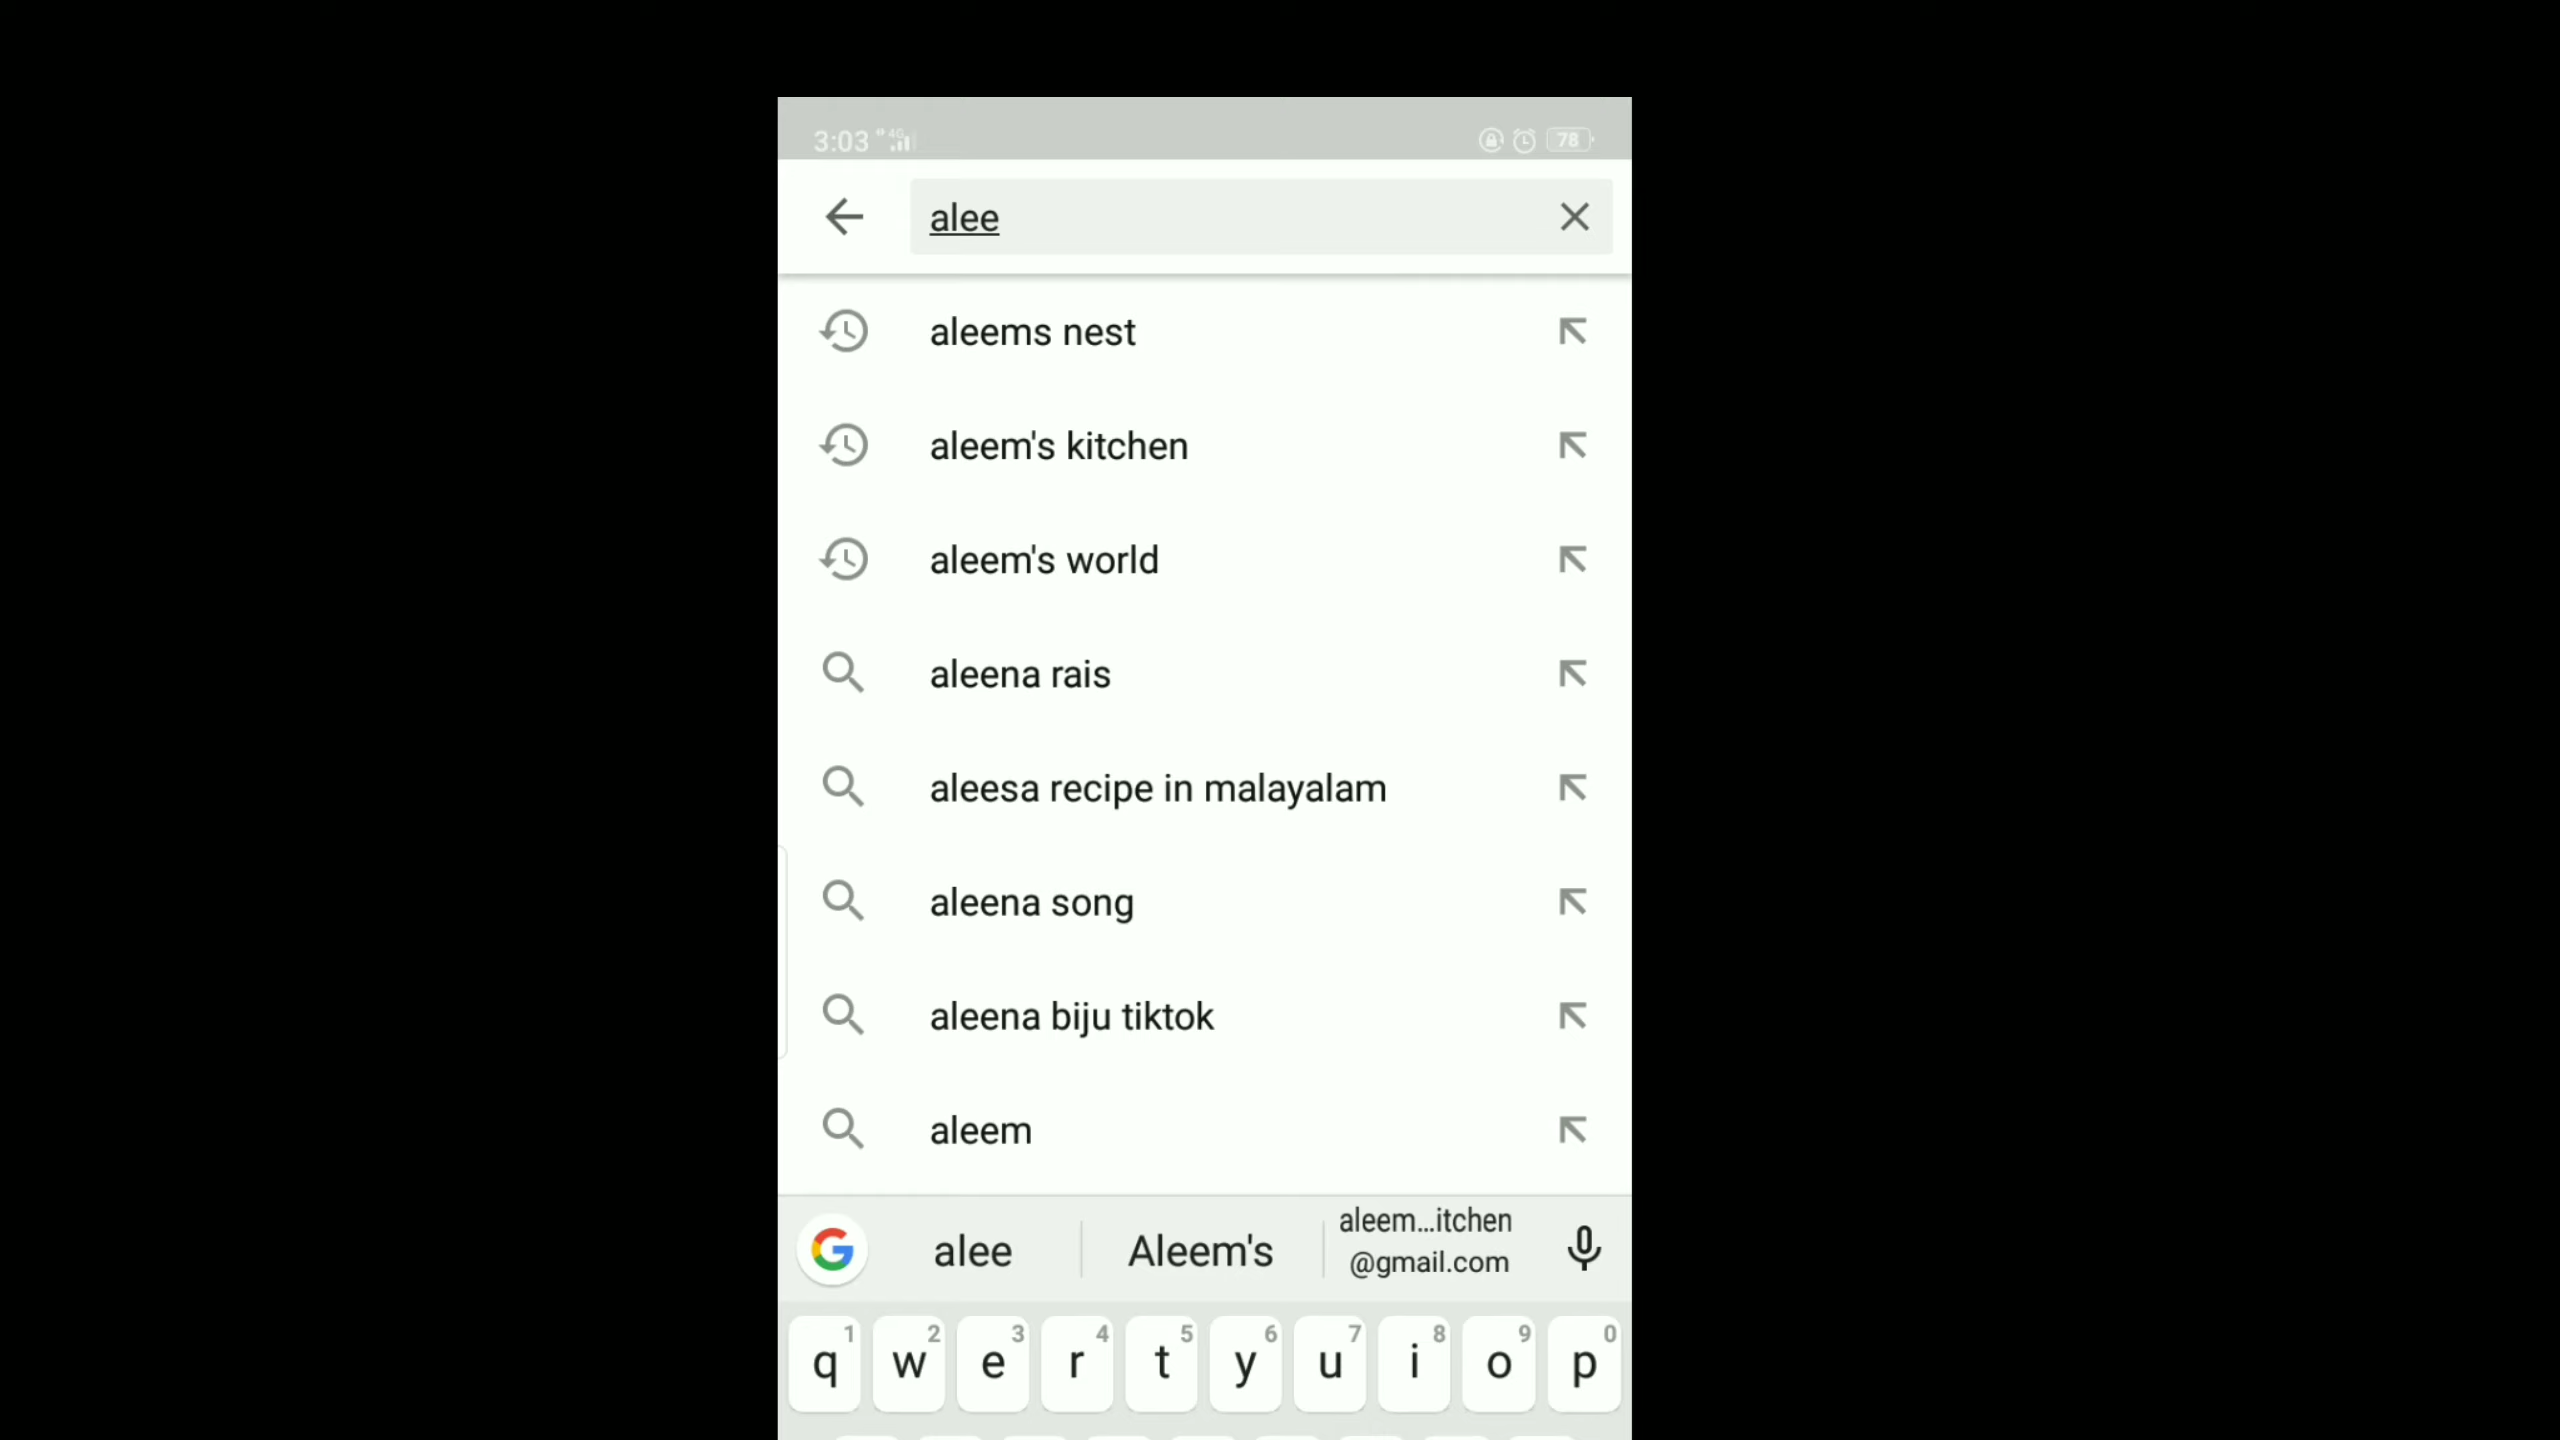 3:03 4G 78
alee
aleems nest
aleem's kitchen
aleem's world
aleena rais
aleesa recipe in malayalam
aleena song
aleena biju tiktok
aleem
alee Aleem's aleem...itchen
@gmail.com
1 2 3 4 5 6 7 8 9 0
q w e r t y u i o p